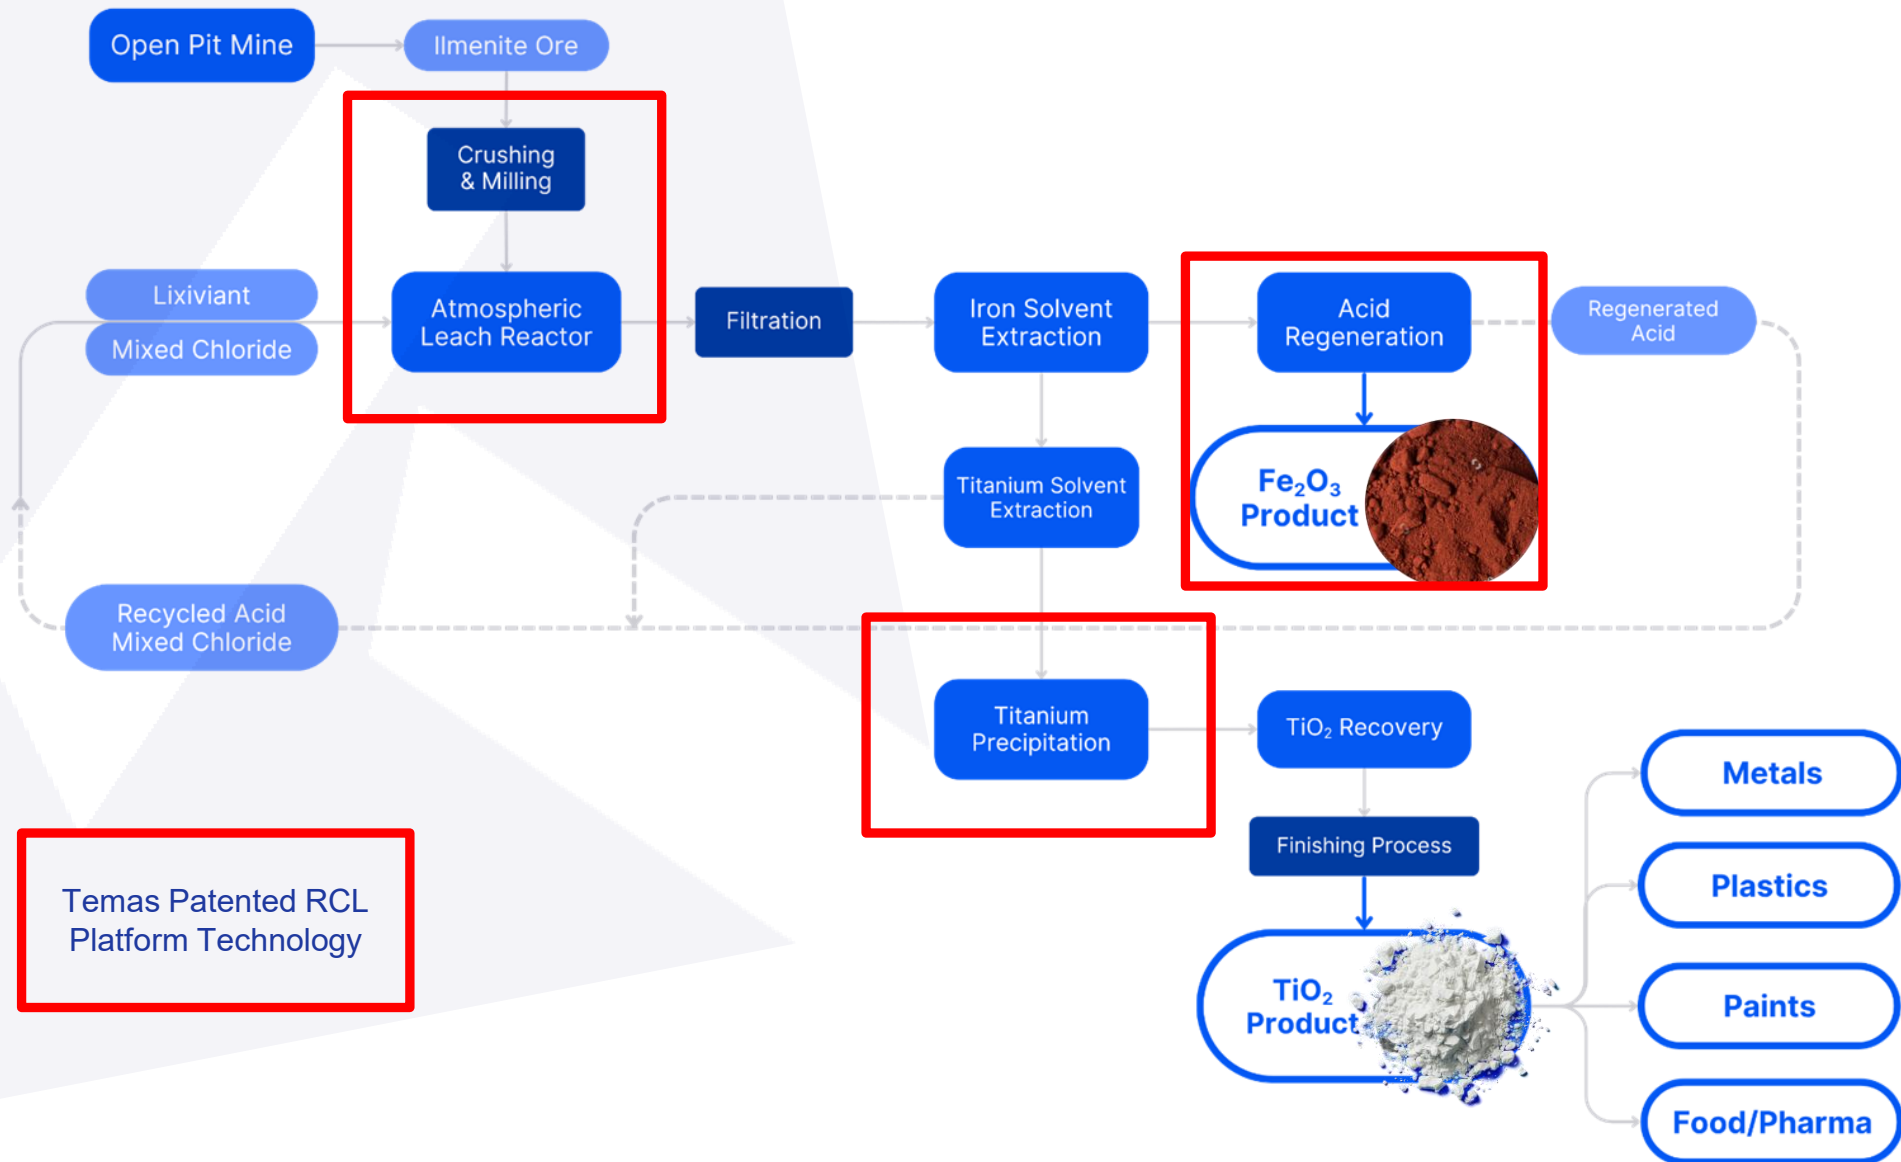 Open Pit Mine
Ilmenite Ore
Crushing
& Milling
Lixiviant
Mixed Chloride
Atmospheric
Leach Reactor
Filtration
Iron Solvent
Extraction
Acid
Regeneration
Regenerated
Acid
Titanium Solvent
Extraction
Fe₂O₃
Product
Recycled Acid
Mixed Chloride
Titanium
Precipitation
TiO₂ Recovery
Finishing Process
TiO₂
Product
Metals
Plastics
Paints
Food/Pharma
Temas Patented RCL
Platform Technology